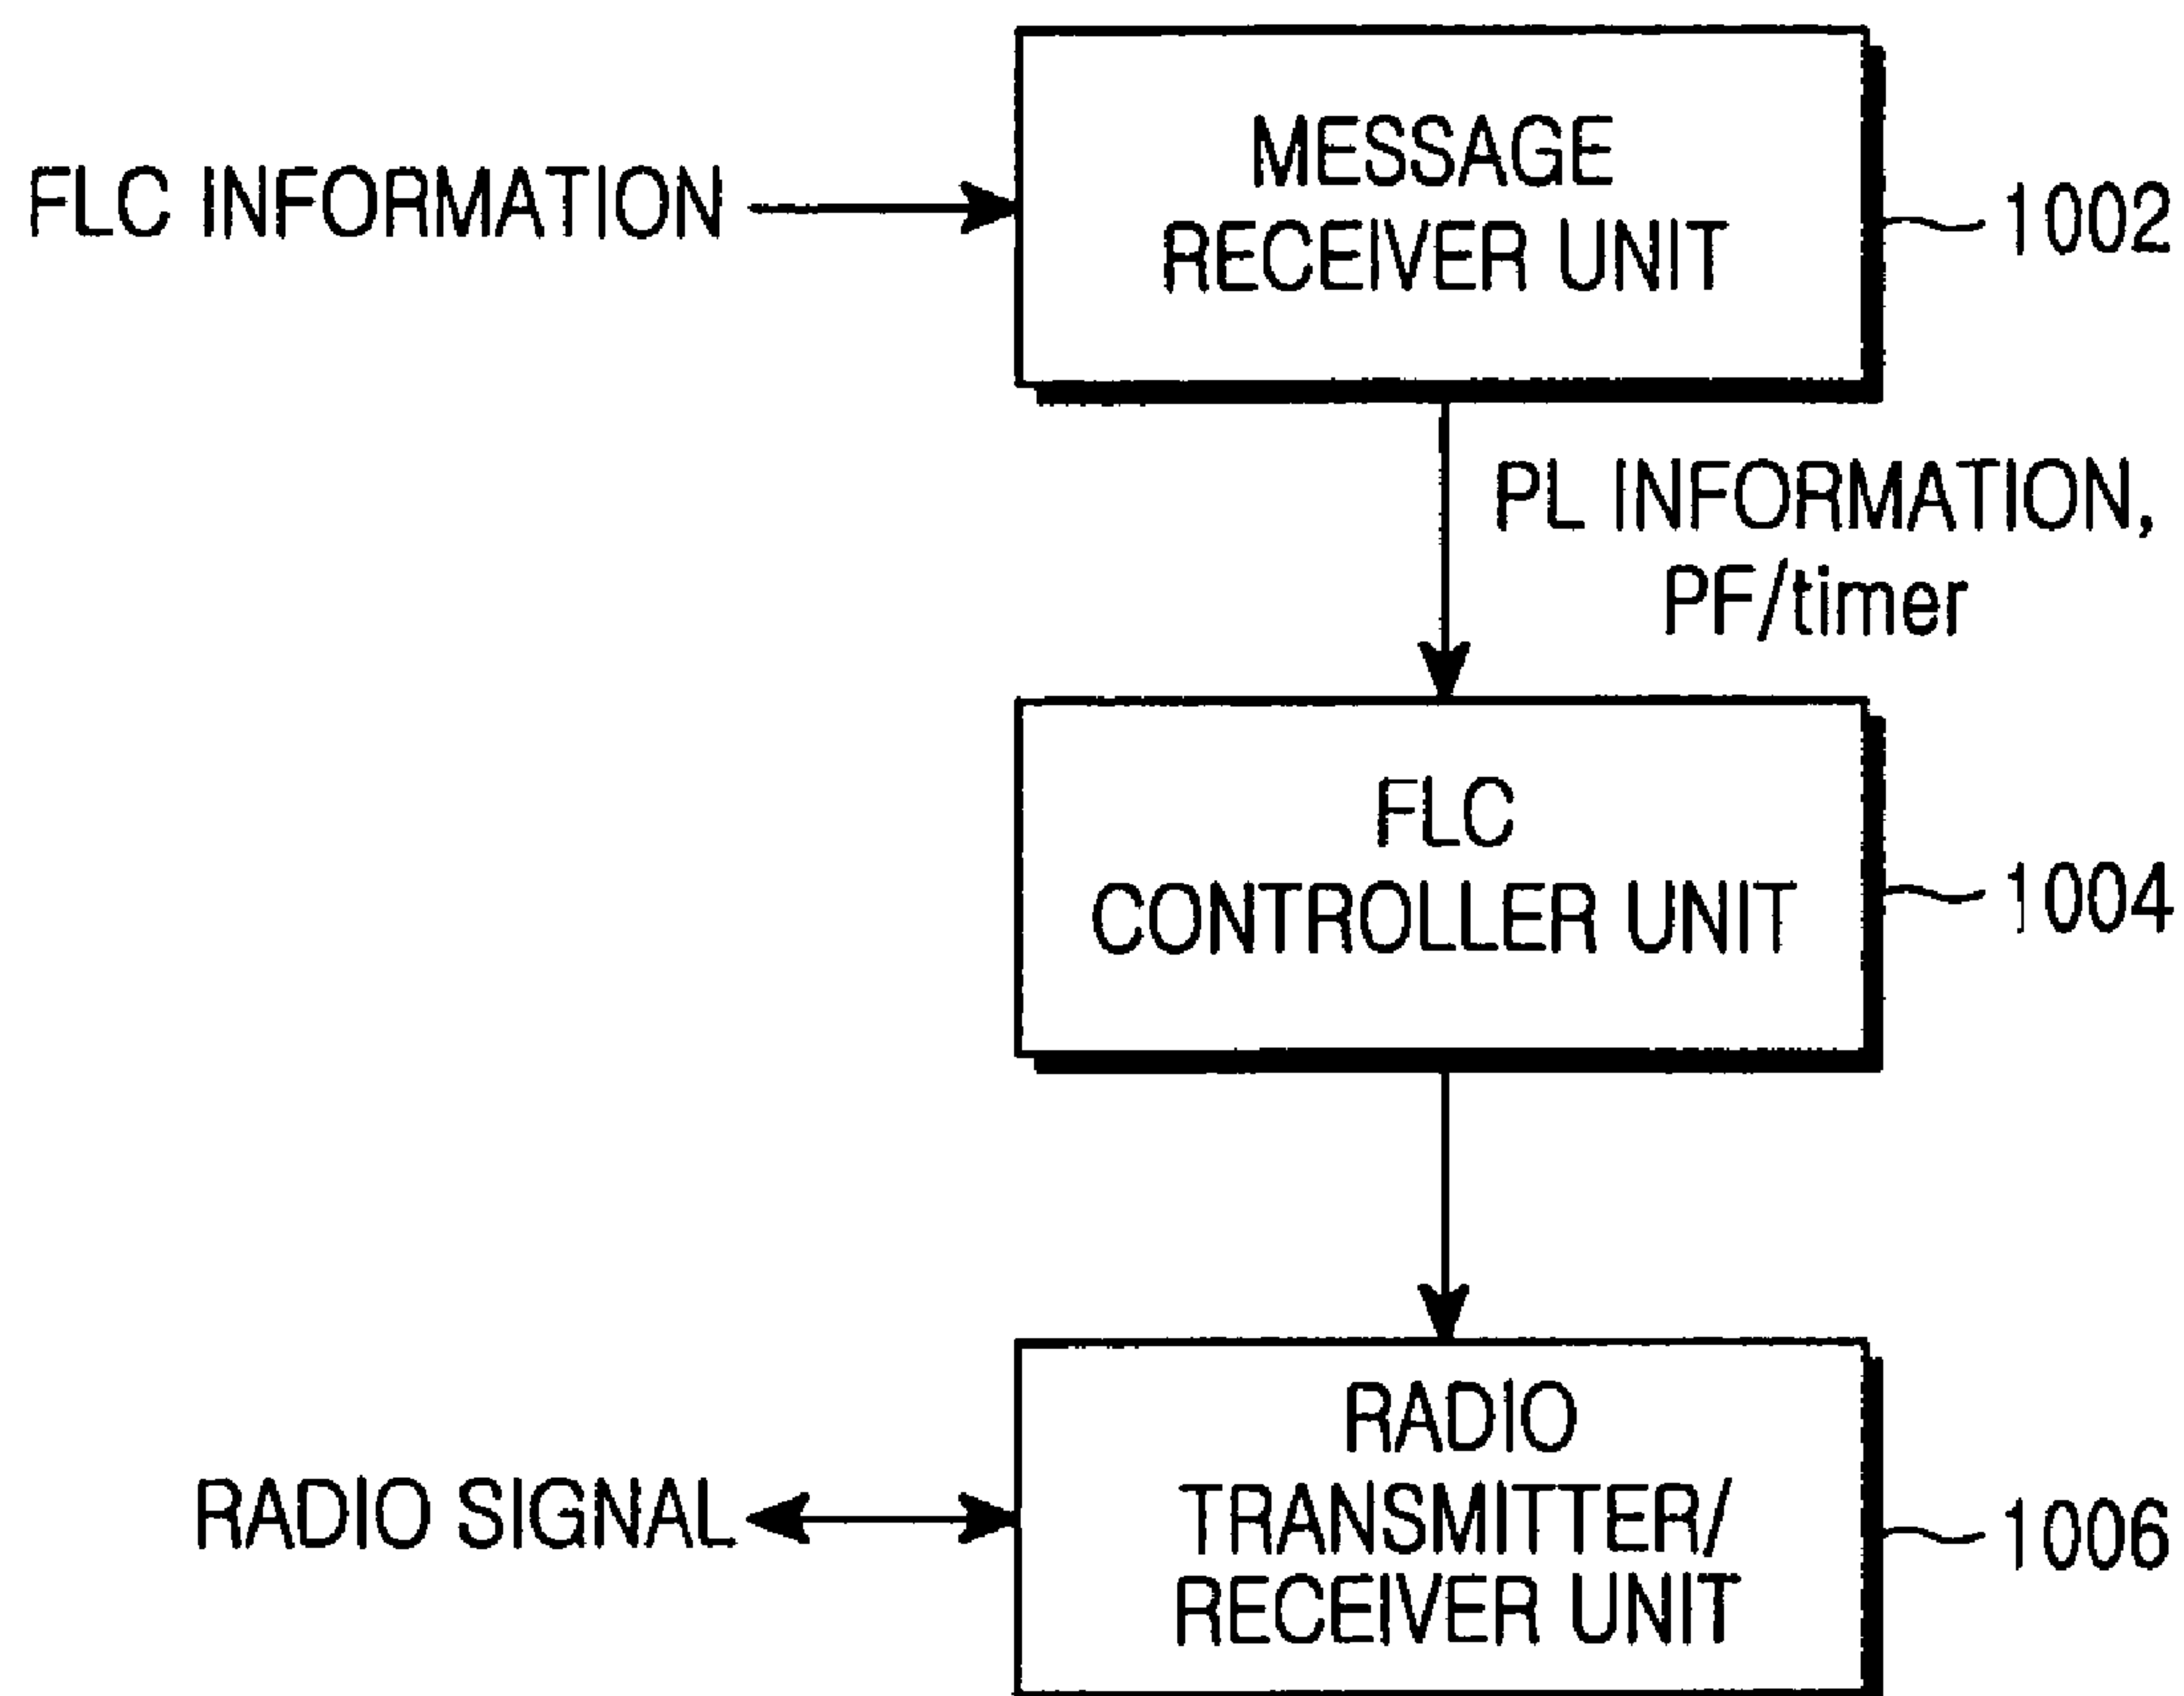 MESSAGE
RECEIVER UNIT
FLC INFORMATION
1002
PL INFORMATION,
PF/timer
FLC
CONTROLLER UNIT
1004
RADIO
TRANSMITTER/
RECEIVER UNIT
RADIO SIGNAL
1006